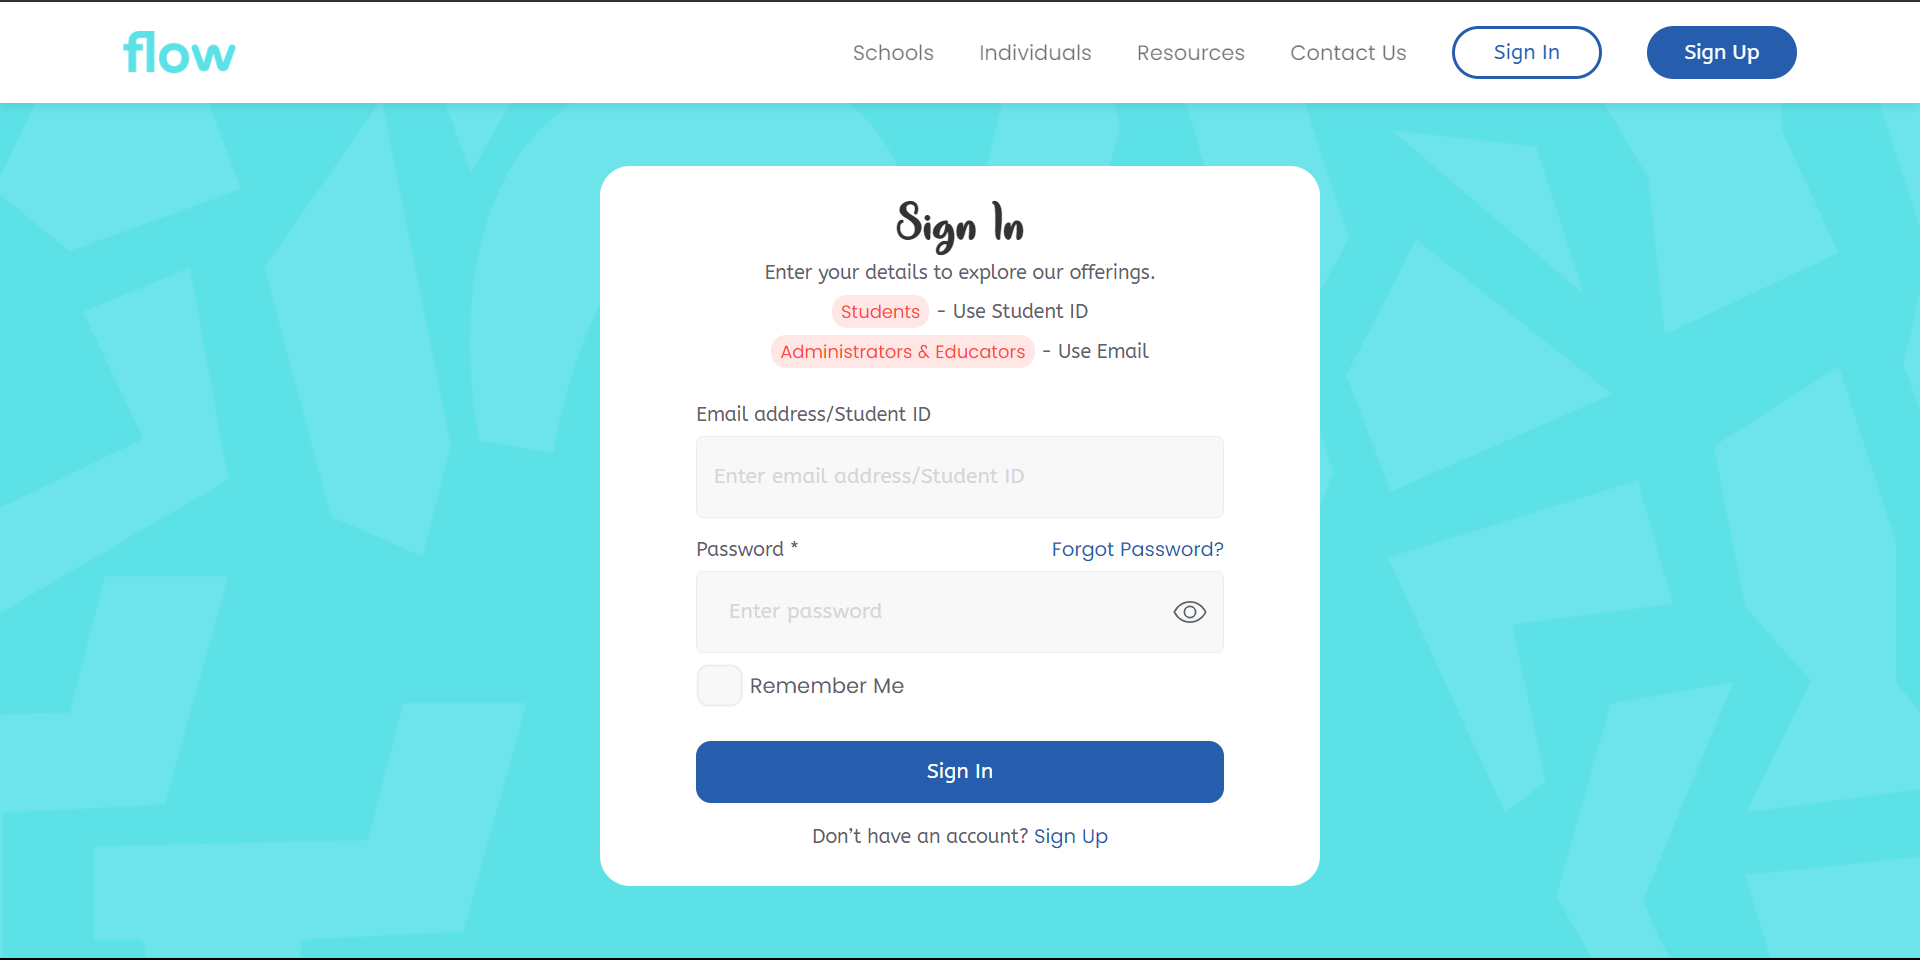 flow
Schools Individuals Resources Contact Us Sign In Sign Up
Sign In
Enter your details to explore our offerings.
Students - Use Student ID
Administrators & Educators - Use Email
Email address/Student ID
Enter email address/Student ID
Password * Forgot Password?
Enter password
Remember Me
Sign In
Don’t have an account? Sign Up